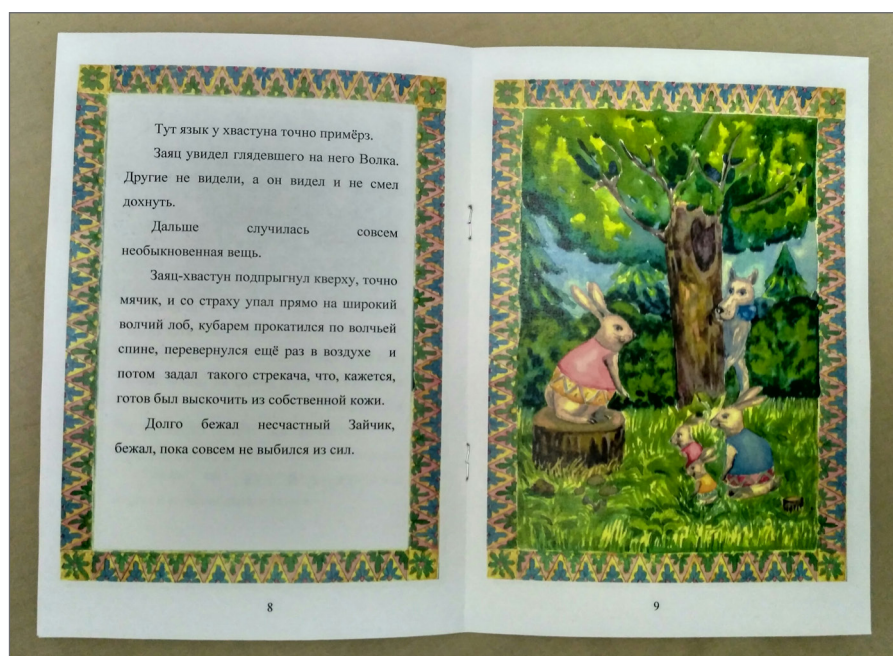 Тут язык у хвастуна точно примёрз.
Заяц увидел глядевшего на него Волка.
Другие не видели, а он видел и не смел
дохнуть.
Дальше случилась совсем
необыкновенная вещь.
Заяц-хвастун подпрыгнул кверху, точно
мячик, и со страху упал прямо на широкий
волчий лоб, кубарем прокатился по волчьей
спине, перевернулся ещё раз в воздухе и
потом задал такого стрекача, что, кажется,
готов был выскочить из собственной кожи.
Долго бежал несчастный Зайчик,
бежал, пока совсем не выбился из сил.
8
9